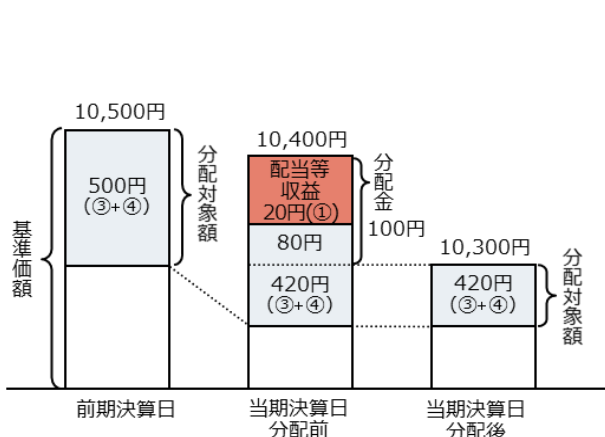 10,500円
500円
(③+④)
分配対象額
基準価額
前期決算日
10,400円
配当等
収益
20円(①)
80円
420円
(③+④)
分配金
100円
当期決算日
分配前
10,300円
420円
(③+④)
分配対象額
当期決算日
分配後